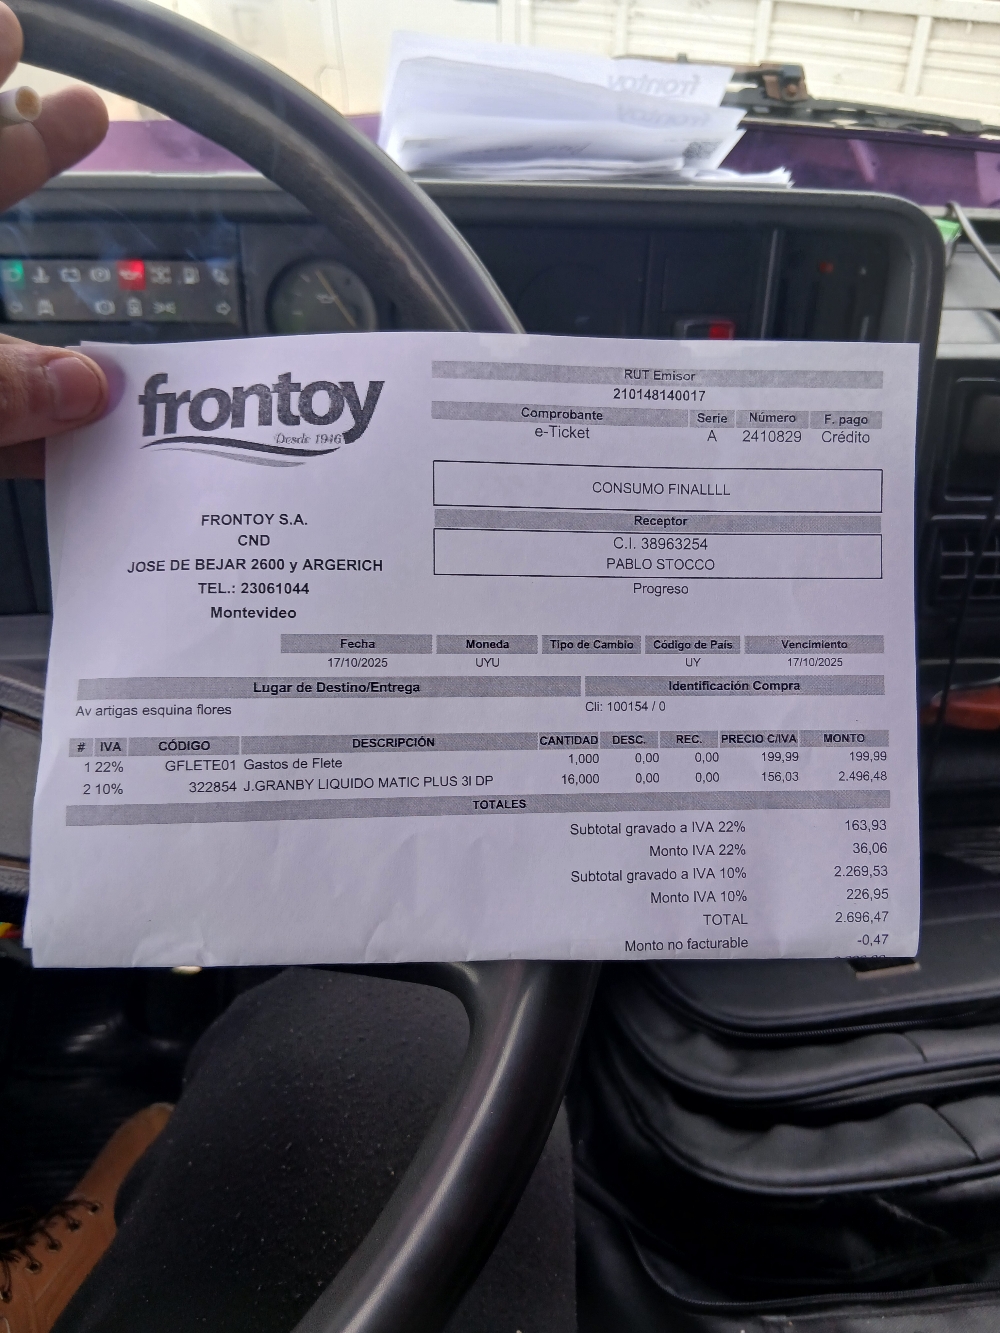 frontoy
Desde 1946
FRONTOY S.A.
CND
JOSE DE BEJAR 2600 y ARGERICH
TEL.: 23061044
Montevideo
RUT Emisor
210148140017
Comprobante Serie Número F. pago
e-Ticket A 2410829 Crédito
CONSUMO FINALLLL
Receptor
C.I. 38963254
PABLO STOCCO
Progreso
Fecha Moneda Tipo de Cambio Código de País Vencimiento
17/10/2025 UYU UY 17/10/2025
Lugar de Destino/Entrega Identificación Compra
Av artigas esquina flores Cli: 100154 / 0
# IVA CÓDIGO DESCRIPCIÓN CANTIDAD DESC. REC. PRECIO C/IVA MONTO
1 22% GFLETE01 Gastos de Flete 1,000 0,00 0,00 199,99 199,99
2 10% 322854 J.GRANBY LIQUIDO MATIC PLUS 3l DP 16,000 0,00 0,00 156,03 2.496,48
TOTALES
Subtotal gravado a IVA 22% 163,93
Monto IVA 22% 36,06
Subtotal gravado a IVA 10% 2.269,53
Monto IVA 10% 226,95
TOTAL 2.696,47
Monto no facturable -0,47